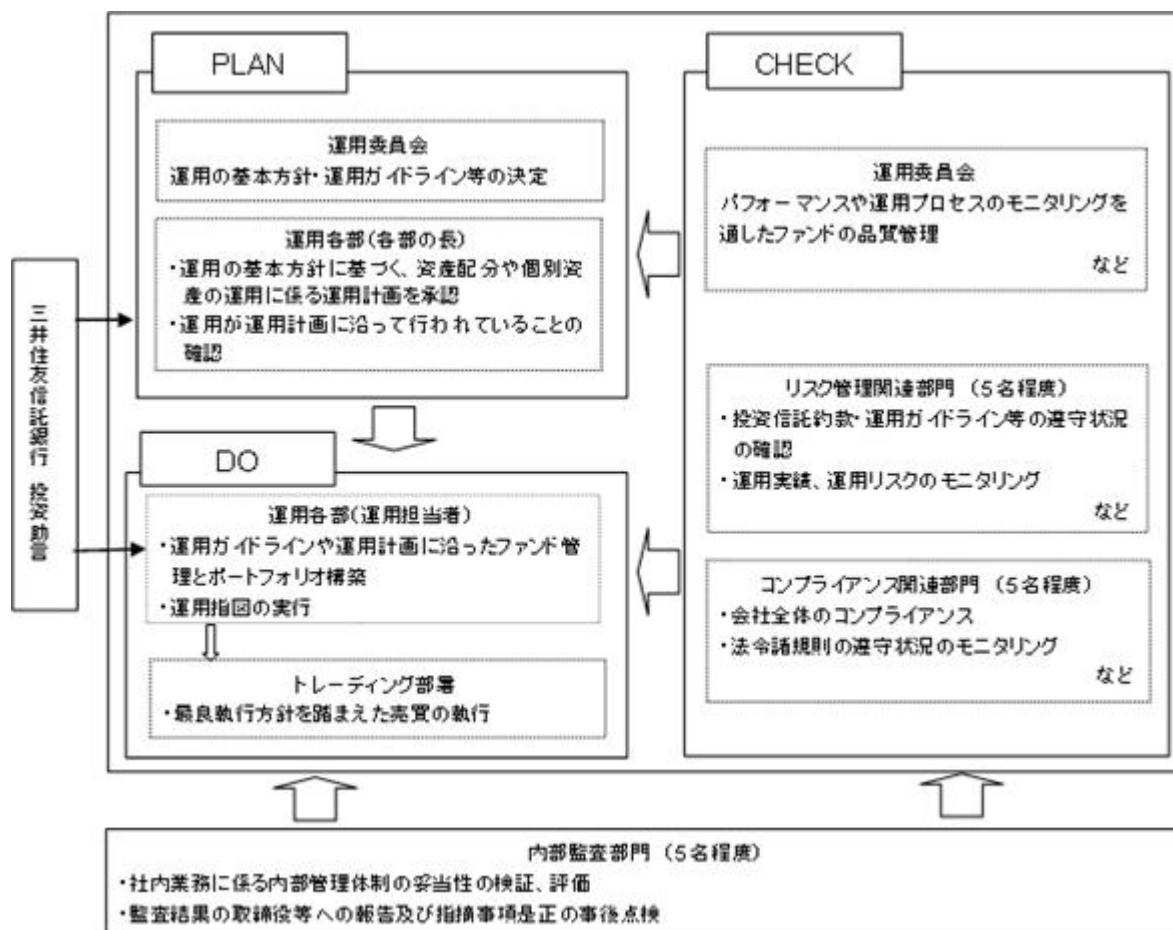 PLAN
運用委員会
運用の基本方針・運用ガイドライン等の決定
運用各部(各部の長)
・運用の基本方針に基づく、資産配分や個別資
産の運用に係る運用計画を承認
・運用が運用計画に沿って行われていることの
確認
DO
運用各部(運用担当者)
・運用ガイドラインや運用計画に沿ったファンド管
理とポートフォリオ構築
・運用指図の実行
トレーディング部署
・最良執行方針を踏まえた売買の執行
CHECK
運用委員会
パフォーマンスや運用プロセスのモニタリングを
通したファンドの品質管理
など
リスク管理関連部門 (5名程度)
・投資信託約款・運用ガイドライン等の遵守状況
の確認
・運用実績、運用リスクのモニタリング
など
コンプライアンス関連部門 (5名程度)
・会社全体のコンプライアンス
・法令諸規則の遵守状況のモニタリング
など
三井住友信託銀行 投資助言
内部監査部門 (5名程度)
・社内業務に係る内部管理体制の妥当性の検証、評価
・監査結果の取締役等への報告及び指摘事項是正の事後点検